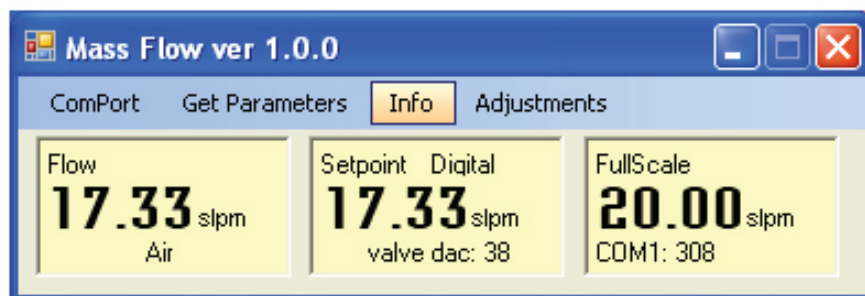 Mass Flow ver 1.0.0
ComPort Get Parameters Info Adjustments
Flow
17.33 slpm
Air
Setpoint Digital
17.33 slpm
valve dac: 38
FullScale
20.00 slpm
COM1: 308